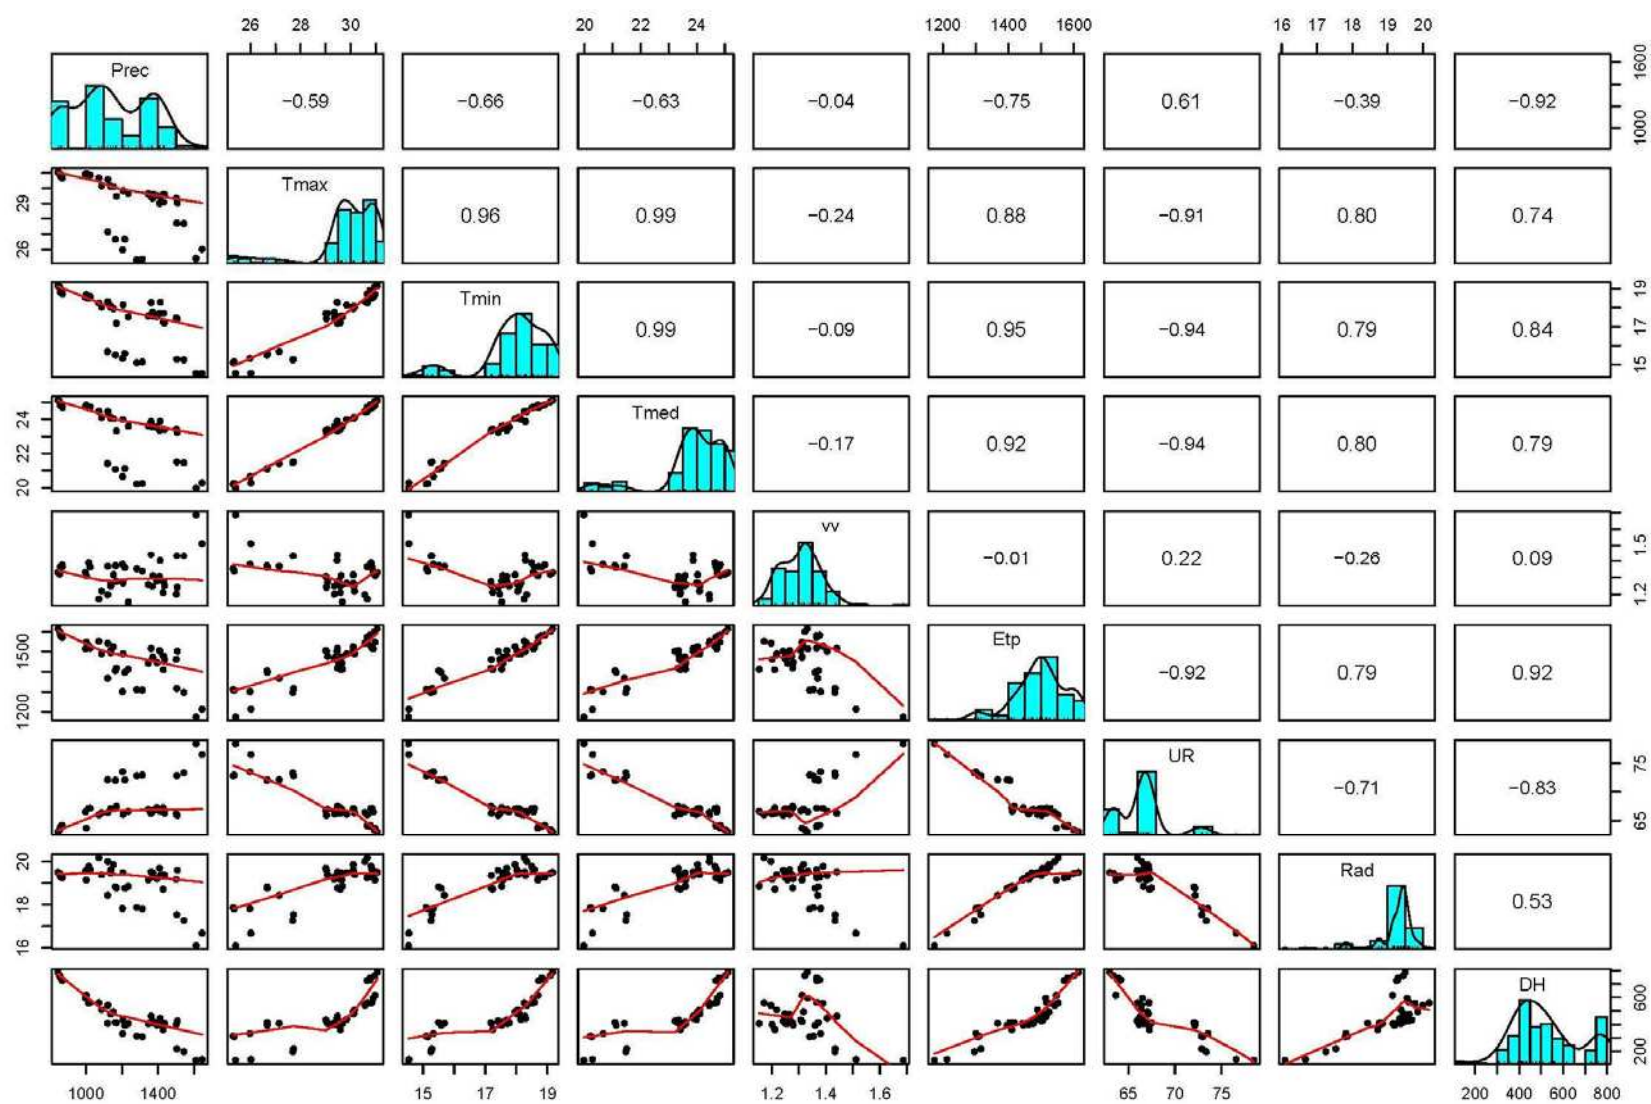 26 30 20 24 1200 1400 1600 16 17 18 19 20
Prec −0.59 −0.66 −0.63 −0.04 −0.75 0.61 −0.39 −0.92 1000 1600
29 26 Tmax 0.96 0.99 −0.24 0.88 −0.91 0.80 0.74
Tmin 0.99 −0.09 0.95 −0.94 0.79 0.84 15 17 19
20 22 24 Tmed −0.17 0.92 −0.94 0.80 0.79
vv −0.01 0.22 −0.26 0.09 1.2 1.5
1200 1500 Etp −0.92 0.79 0.92
UR −0.71 −0.83 65 75
16 18 20 Rad 0.53
DH 200 600
1000 1400 15 17 19 1.2 1.4 1.6 65 70 75 200 400 600 800